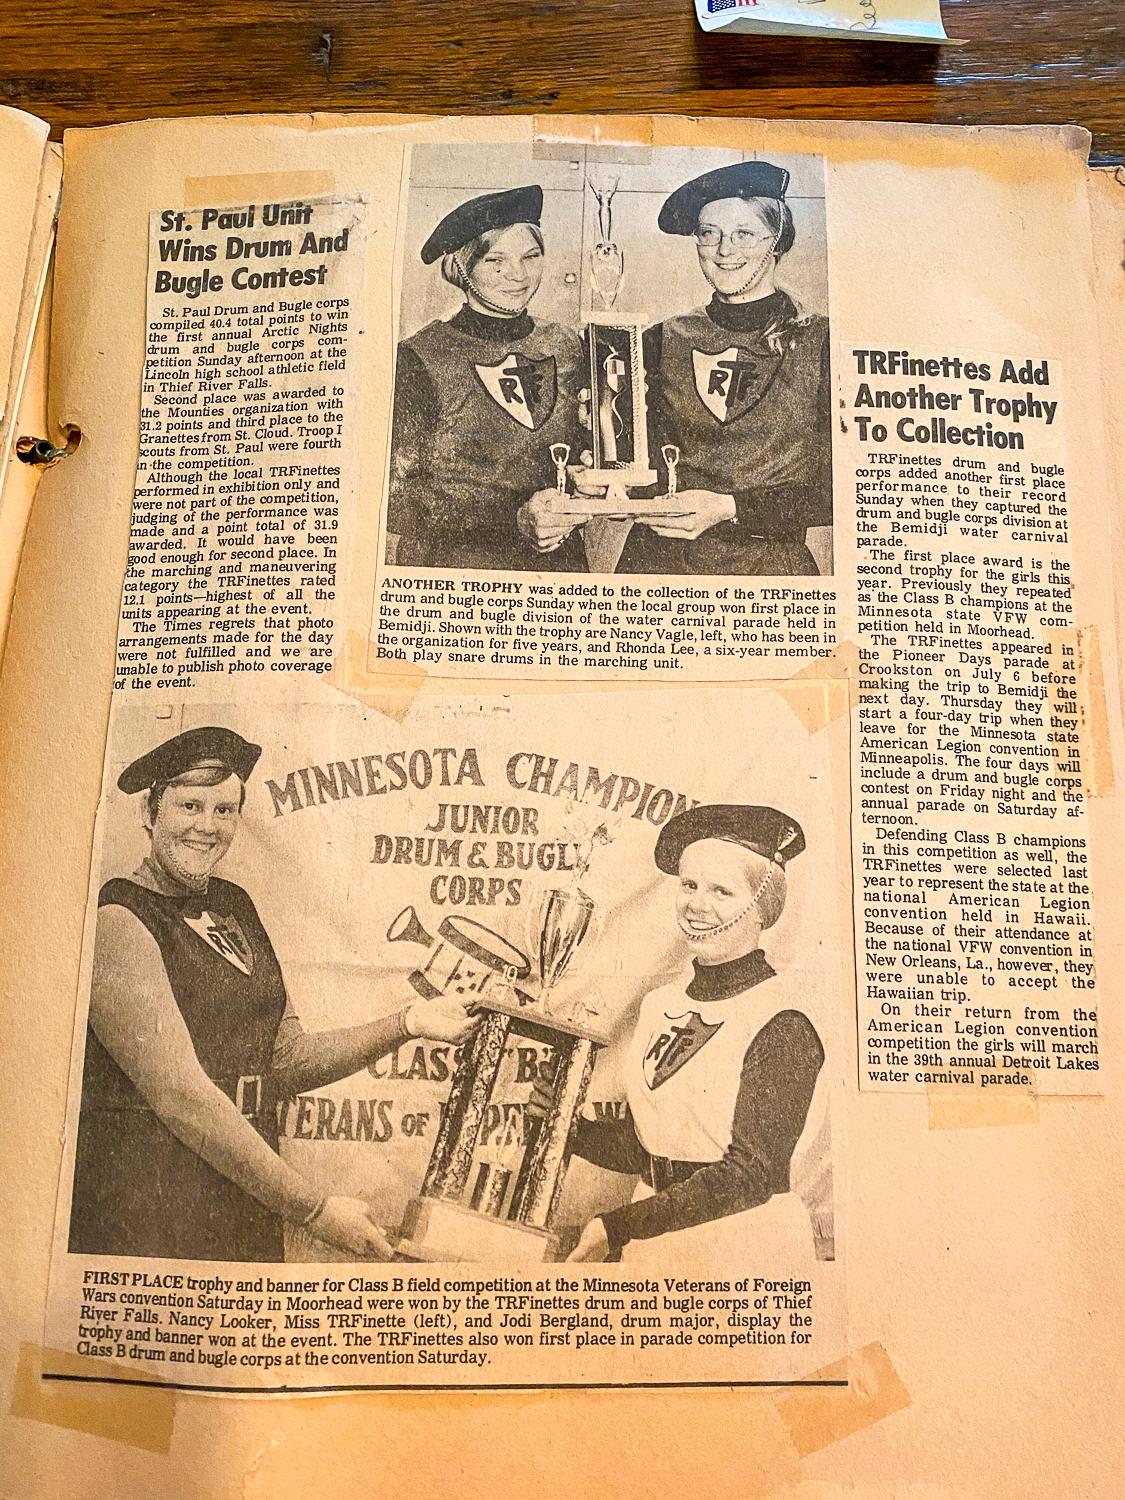 St. Paul Unit
Wins Drum And
Bugle Contest
St. Paul Drum and Bugle corps
compiled 40.4 total points to win
the first annual Arctic Nights
drum and bugle corps com-
petition Sunday afternoon at the
Lincoln high school athletic field
in Thief River Falls.
Second place was awarded to
the Mounties organization with
31.2 points and third place to the
Granettes from St. Cloud. Troop I
scouts from St. Paul were fourth
in the competition.
Although the local TRFinettes
performed in exhibition only and
were not part of the competition,
judging of the performance was
made and a point total of 31.9
awarded. It would have been
good enough for second place. In
the marching and maneuvering
category the TRFinettes rated
12.1 points—highest of all the
units appearing at the event.
The Times regrets that photo
arrangements made for the day
were not fulfilled and we are
unable to publish photo coverage
of the event.
TRF
TRF
ANOTHER TROPHY was added to the collection of the TRFinettes
drum and bugle corps Sunday when the local group won first place in
the drum and bugle division of the water carnival parade held in
Bemidji. Shown with the trophy are Nancy Vagle, left, who has been in
the organization for five years, and Rhonda Lee, a six-year member.
Both play snare drums in the marching unit.
TRFinettes Add
Another Trophy
To Collection
TRFinettes drum and bugle
corps added another first place
performance to their record
Sunday when they captured the
drum and bugle corps division at
the Bemidji water carnival
parade.
The first place award is the
second trophy for the girls this
year. Previously they repeated
as the Class B champions at the
Minnesota state VFW com-
petition held in Moorhead.
The TRFinettes appeared in
the Pioneer Days parade at
Crookston on July 6 before
making the trip to Bemidji the
next day. Thursday they will
start a four-day trip when they
leave for the Minnesota state
American Legion convention in
Minneapolis. The four days will
include a drum and bugle corps
contest on Friday night and the
annual parade on Saturday af-
ternoon.
Defending Class B champions
in this competition as well, the
TRFinettes were selected last
year to represent the state at the
national American Legion
convention held in Hawaii.
Because of their attendance at
the national VFW convention in
New Orleans, La., however, they
were unable to accept the
Hawaiian trip.
On their return from the
American Legion convention
competition the girls will march
in the 39th annual Detroit Lakes
water carnival parade.
MINNESOTA CHAMPION
JUNIOR
DRUM & BUGL
CORPS
TRF
TRF
CLASS "B"
TERANS OF
FIRST PLACE trophy and banner for Class B field competition at the Minnesota Veterans of Foreign
Wars convention Saturday in Moorhead were won by the TRFinettes drum and bugle corps of Thief
River Falls. Nancy Looker, Miss TRFinette (left), and Jodi Bergland, drum major, display the
trophy and banner won at the event. The TRFinettes also won first place in parade competition for
Class B drum and bugle corps at the convention Saturday.